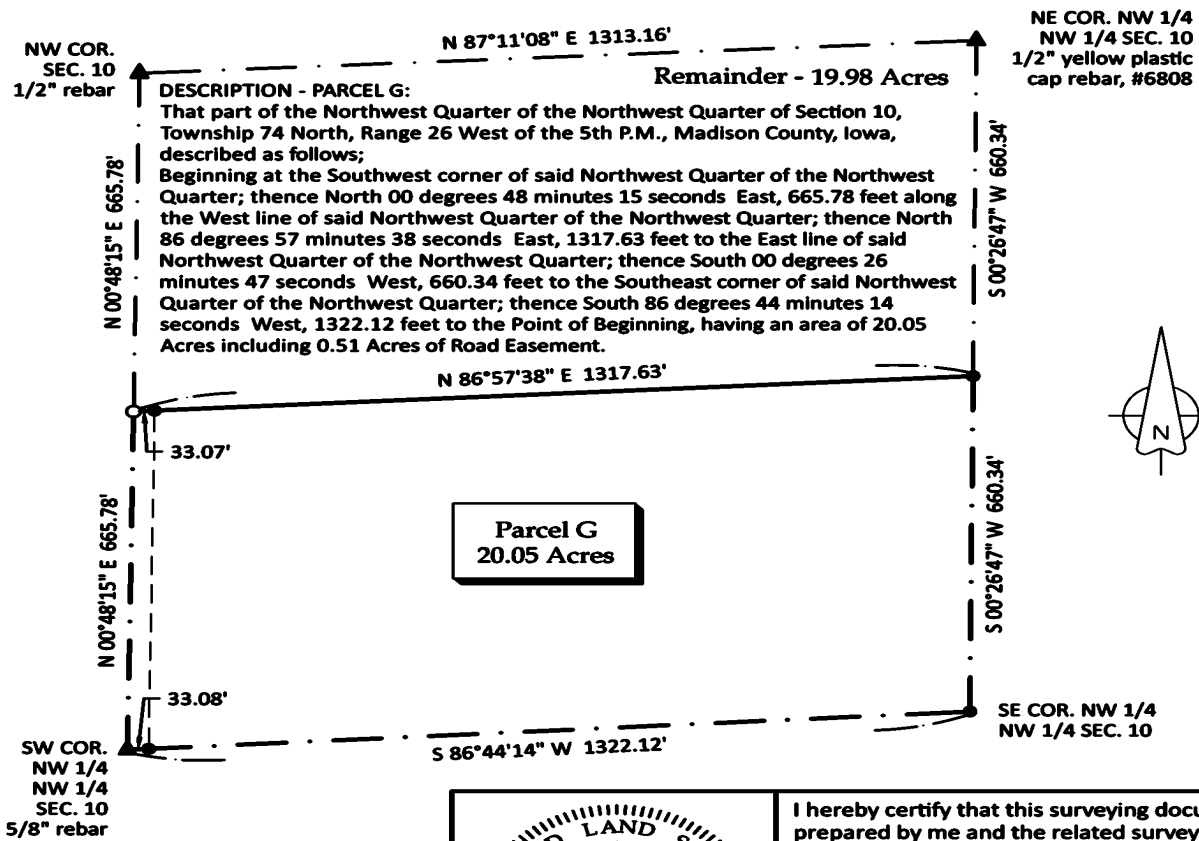 N 87°11'08" E 1313.16'
NW COR.
SEC. 10
1/2" rebar
NE COR. NW 1/4
NW 1/4 SEC. 10
1/2" yellow plastic
cap rebar, #6808
Remainder - 19.98 Acres
DESCRIPTION - PARCEL G:
That part of the Northwest Quarter of the Northwest Quarter of Section 10,
Township 74 North, Range 26 West of the 5th P.M., Madison County, Iowa,
described as follows;
Beginning at the Southwest corner of said Northwest Quarter of the Northwest
Quarter; thence North 00 degrees 48 minutes 15 seconds East, 665.78 feet along
the West line of said Northwest Quarter of the Northwest Quarter; thence North
86 degrees 57 minutes 38 seconds East, 1317.63 feet to the East line of said
Northwest Quarter of the Northwest Quarter; thence South 00 degrees 26
minutes 47 seconds West, 660.34 feet to the Southeast corner of said Northwest
Quarter of the Northwest Quarter; thence South 86 degrees 44 minutes 14
seconds West, 1322.12 feet to the Point of Beginning, having an area of 20.05
Acres including 0.51 Acres of Road Easement.
N 00°48'15" E 665.78'
S 00°26'47" W 660.34'
N 86°57'38" E 1317.63'
33.07'
N
N 00°48'15" E 665.78'
Parcel G
20.05 Acres
S 00°26'47" W 660.34'
33.08'
S 86°44'14" W 1322.12'
SW COR.
NW 1/4
NW 1/4
SEC. 10
5/8" rebar
SE COR. NW 1/4
NW 1/4 SEC. 10
LAND
I hereby certify that this surveying docu
prepared by me and the related survey